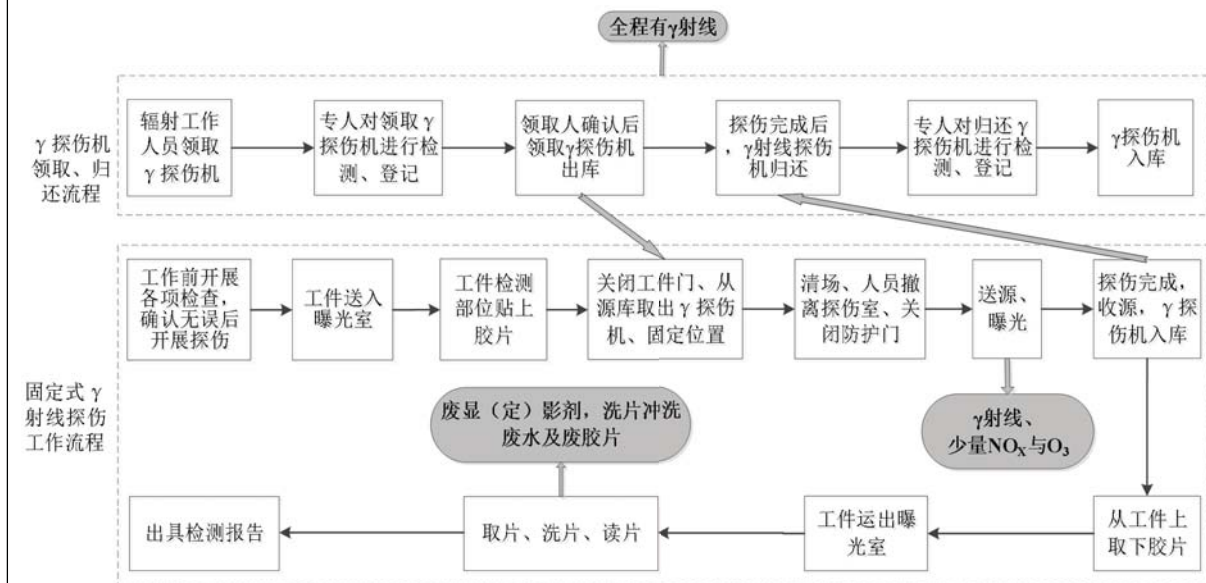 全程有γ射线
γ 探伤机
领取、归
还流程
辐射工作
人员领取
γ 探伤机
专人对领取 γ
探伤机进行检
测、登记
领取人确认后
领取γ探伤机
出库
探伤完成后
，γ射线探伤
机归还
专人对归还 γ
探伤机进行检
测、登记
γ探伤机
入库
固定式 γ
射线探伤
工作流程
工作前开展
各项检查，
确认无误后
开展探伤
工件送入
曝光室
工件检测
部位贴上
胶片
关闭工件门、从
源库取出 γ 探伤
机、固定位置
清场、人员撤
离探伤室、关
闭防护门
送源、
曝光
探伤完成，
收源，γ 探
伤机入库
废显（定）影剂，洗片冲洗
废水及废胶片
γ射线、
少量NOX与O3
出具检测报告
取片、洗片、读片
工件运出曝
光室
从工件上
取下胶片